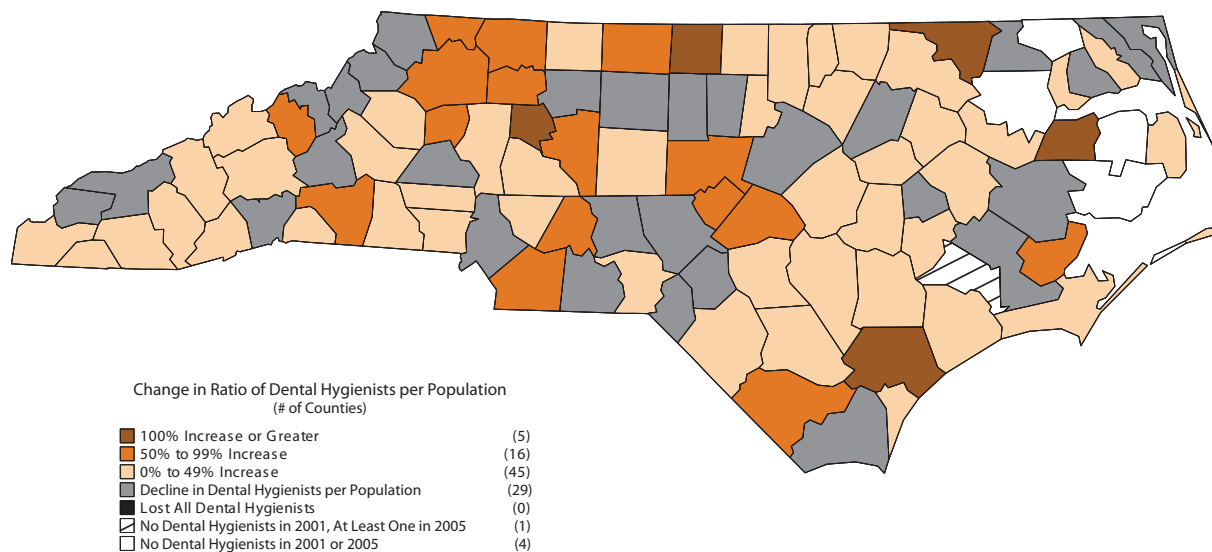 Change in Ratio of Dental Hygienists per Population
(# of Counties)
100% Increase or Greater (5)
50% to 99% Increase (16)
0% to 49% Increase (45)
Decline in Dental Hygienists per Population (29)
Lost All Dental Hygienists (0)
No Dental Hygienists in 2001, At Least One in 2005 (1)
No Dental Hygienists in 2001 or 2005 (4)